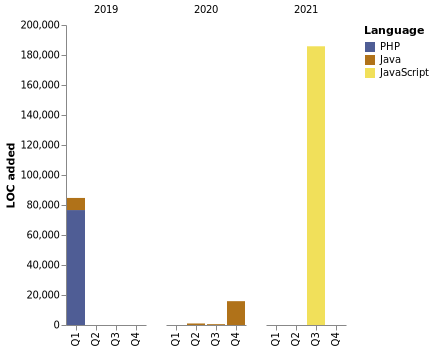 2019 2020 2021
Language
PHP
Java
JavaScript
LOC added
200,000
180,000
160,000
140,000
120,000
100,000
80,000
60,000
40,000
20,000
0
Q1 Q2 Q3 Q4 Q1 Q2 Q3 Q4 Q1 Q2 Q3 Q4